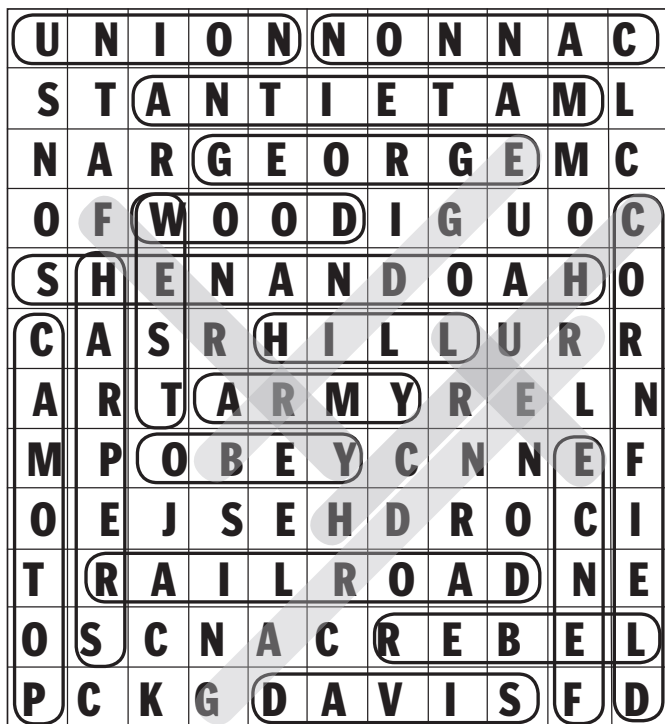 U N I O N N O N N A C
S T A N T I E T A M L
N A R G E O R G E M C
O F W O O D I G U O C
S H E N A N D O A H O
C A S R H I L L U R R
A R T A R M Y R E L N
M P O B E Y C N N E F
O E J S E H D R O C I
T R A I L R O A D N E
O S C N A C R E B E L
P C K G D A V I S F D